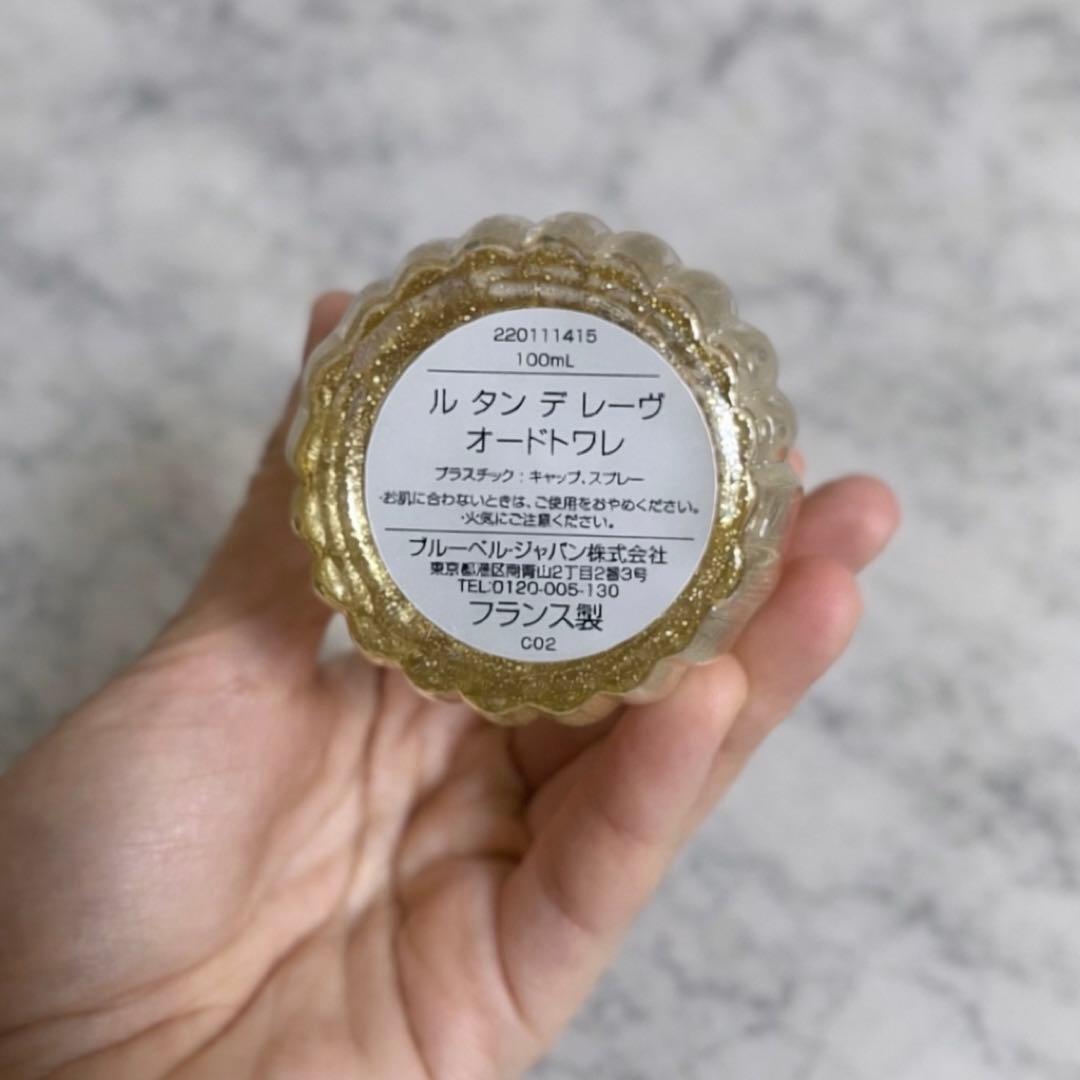 220111415
100mL
ル タン デ レーヴ
オードトワレ
プラスチック：キャップ、スプレー
・お肌に合わないときは、ご使用をおやめください。
・火気にご注意ください。
ブルーベル・ジャパン株式会社
東京都港区南青山2丁目2番3号
TEL:0120-005-130
フランス製
C02